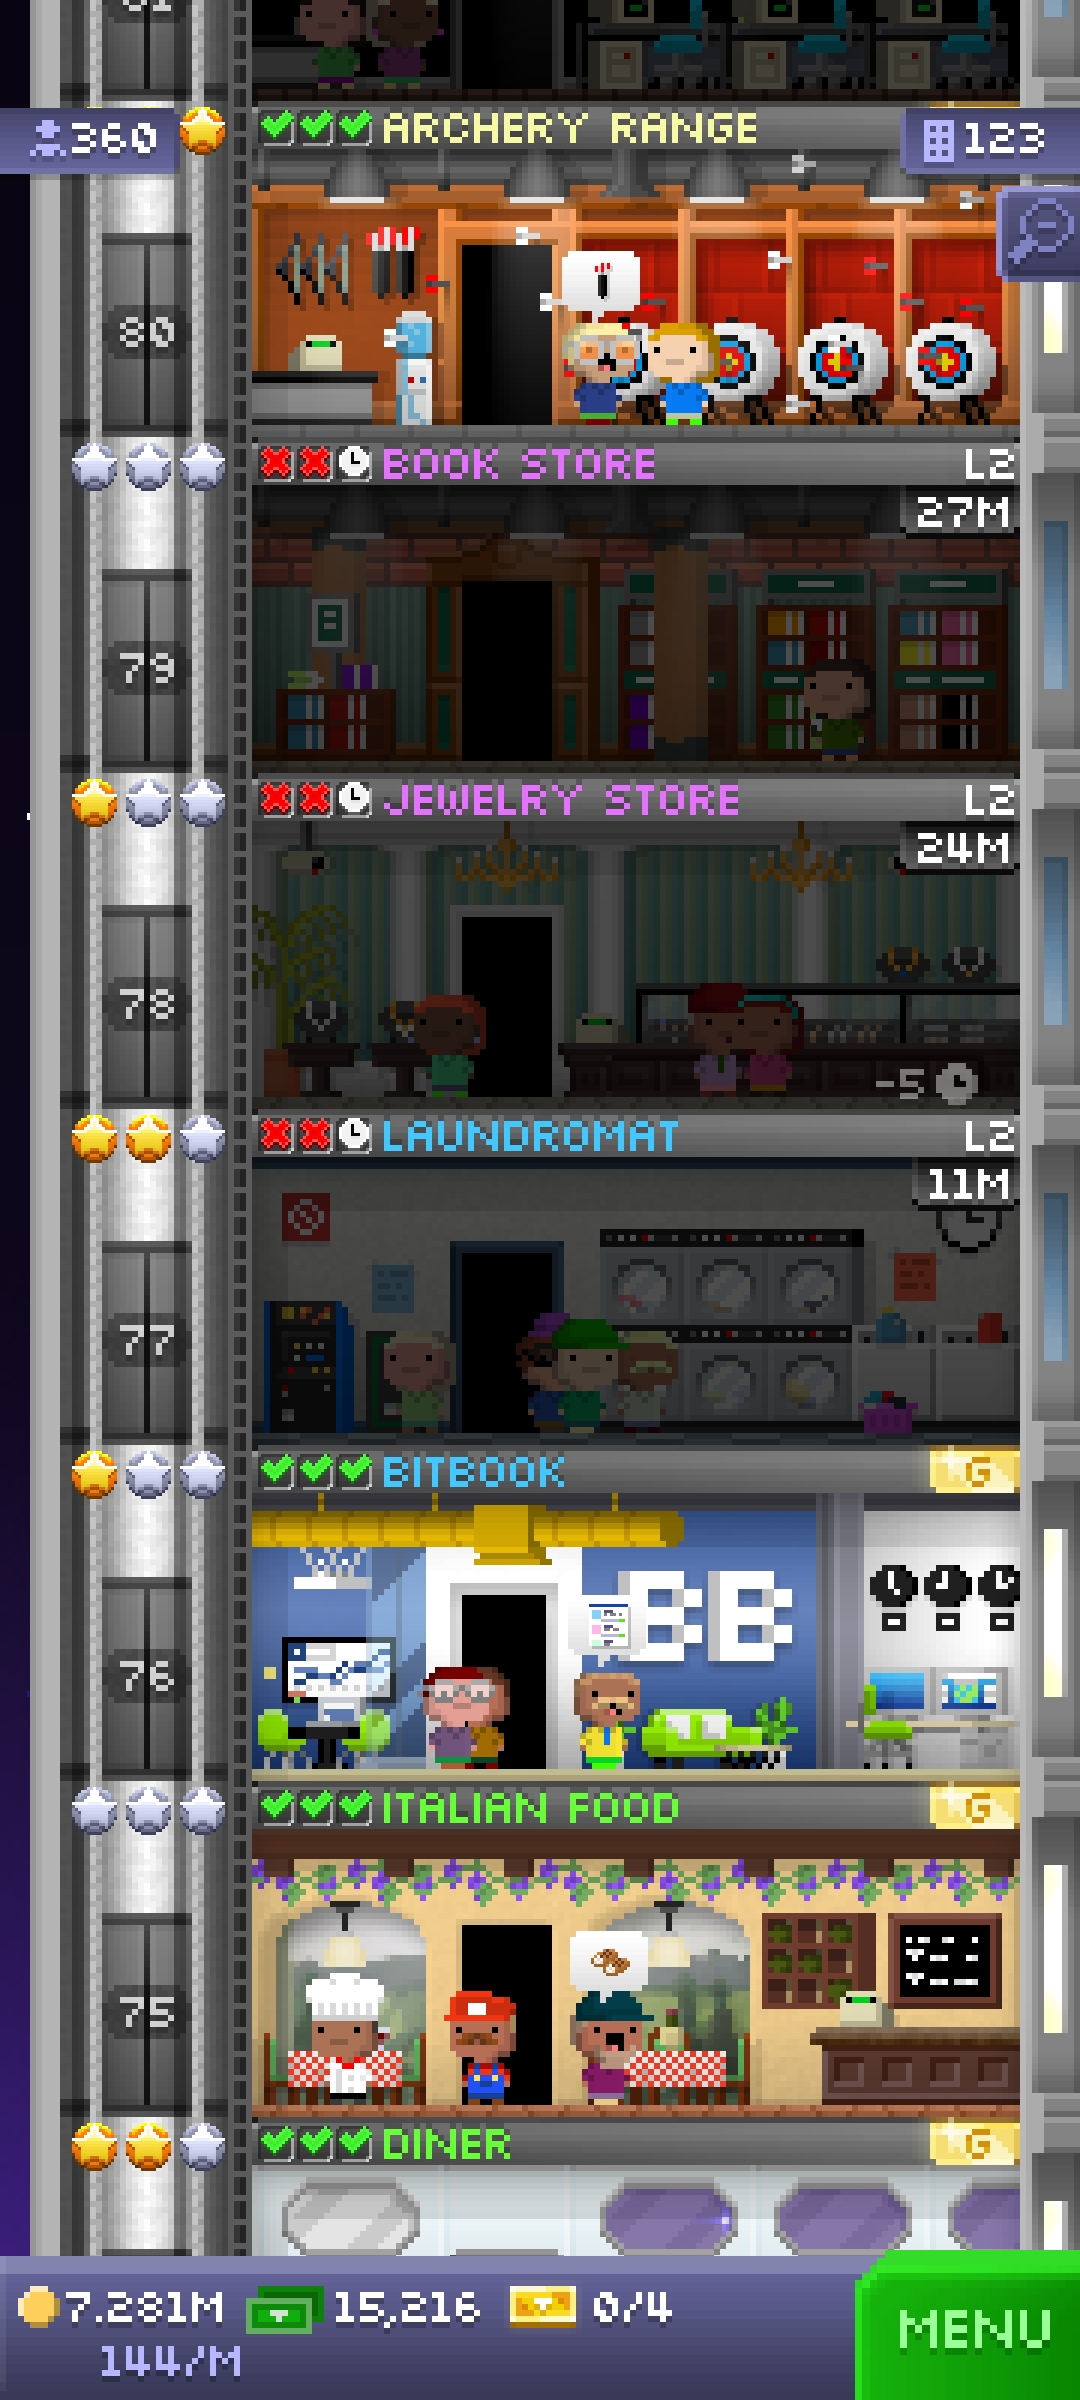 81
360
ARCHERY RANGE
123
80
BOOK STORE L2
27M
79
JEWELRY STORE L2
24M
78
-5
LAUNDROMAT L2
11M
77
BITBOOK G
BB
76
ITALIAN FOOD G
75
DINER G
7.281M 15,216 0/4
144/M
MENU